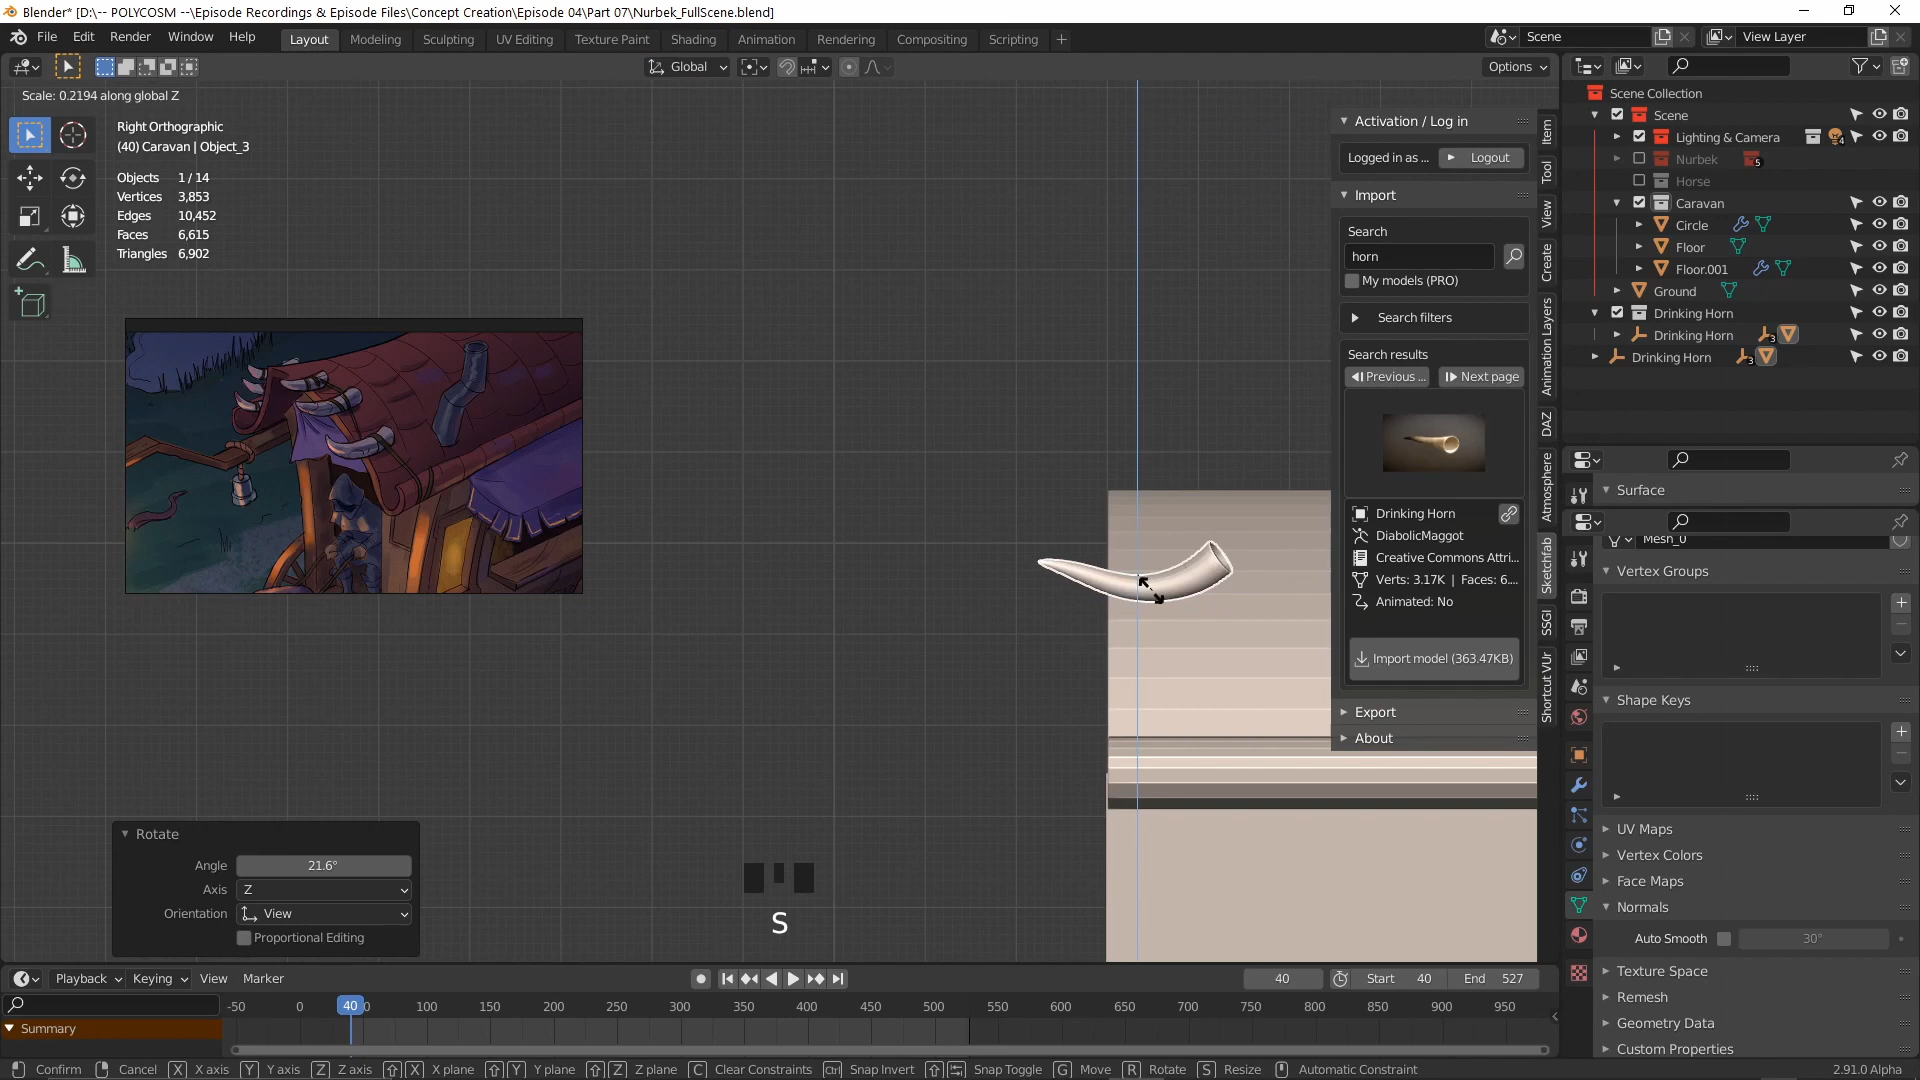 Blender* [D:\-- POLYCOSM --\Episode Recordings & Episode Files\Concept Creation\Episode 04\Part 07\Nurbek_FullScene.blend]
File Edit Render Window Help Layout Modeling Sculpting UV Editing Texture Paint Shading Animation Rendering Compositing Scripting + Scene View Layer
Global Options
Scale: 0.2194 along global Z
Right Orthographic
(40) Caravan | Object_3
Objects 1 / 14
Vertices 3,853
Edges 10,452
Faces 6,615
Triangles 6,902
Activation / Log in
Logged in as ... Logout
Import
Search
horn
My models (PRO)
Search filters
Search results
Previous ... Next page
Drinking Horn
DiabolicMaggot
Creative Commons Attri...
Verts: 3.17K | Faces: 6....
Animated: No
Import model (363.47KB)
Export
About
Item
Tool
View
Create
Animation Layers
DAZ
Atmosphere
Sketchfab
SSGI
Shortcut VUr
Scene Collection
Scene
Lighting & Camera 4
Nurbek 5
Horse
Caravan
Circle
Floor
Floor.001
Ground
Drinking Horn
Drinking Horn 3
Drinking Horn 3
Surface
Mesh_0
Vertex Groups
Shape Keys
UV Maps
Vertex Colors
Face Maps
Normals
Auto Smooth 30°
Texture Space
Remesh
Geometry Data
Custom Properties
Rotate
Angle 21.6°
Axis Z
Orientation View
Proportional Editing
S
Playback Keying View Marker 40 Start 40 End 527
-50 0 40 100 150 200 250 300 350 400 450 500 550 600 650 700 750 800 850 900 950
Summary
Confirm Cancel X X axis Y Y axis Z Z axis X X plane Y Y plane Z Z plane C Clear Constraints Ctrl Snap Invert Snap Toggle G Move R Rotate S Resize Automatic Constraint 2.91.0 Alpha